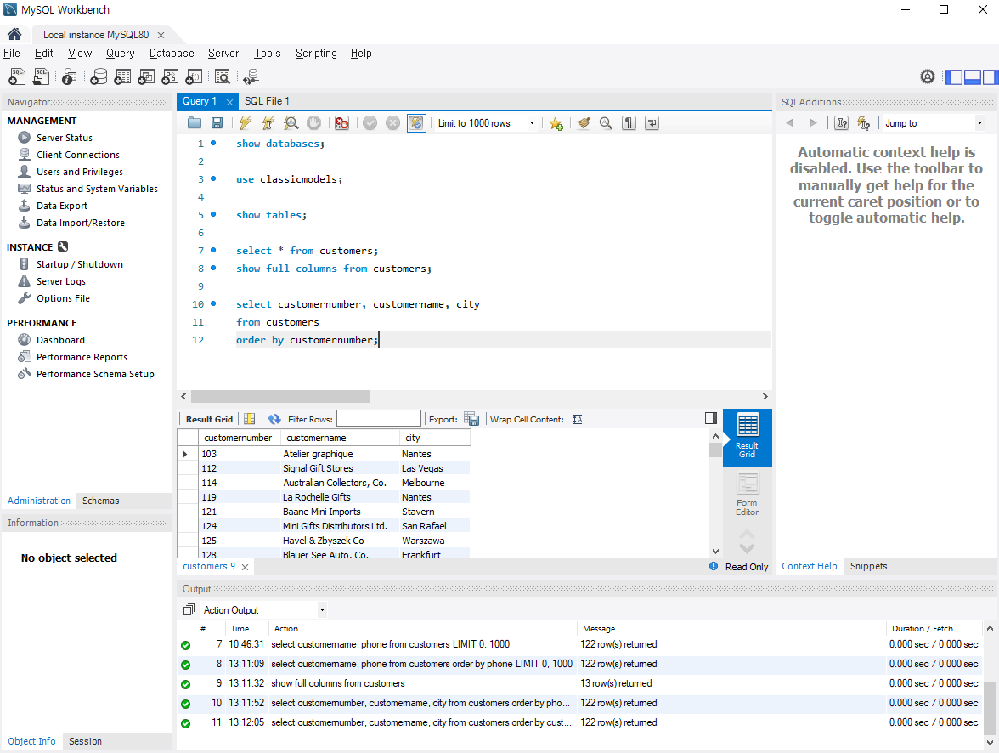 MySQL Workbench
Local instance MySQL80
File Edit View Query Database Server Tools Scripting Help
Navigator
MANAGEMENT
Server Status
Client Connections
Users and Privileges
Status and System Variables
Data Export
Data Import/Restore
INSTANCE
Startup / Shutdown
Server Logs
Options File
PERFORMANCE
Dashboard
Performance Reports
Performance Schema Setup
Administration Schemas
Information
No object selected
Object Info Session
Query 1 SQL File 1
Limit to 1000 rows
1 show databases;
2
3 use classicmodels;
4
5 show tables;
6
7 select * from customers;
8 show full columns from customers;
9
10 select customernumber, customername, city
11 from customers
12 order by customernumber;
Result Grid Filter Rows: Export: Wrap Cell Content:
customernumber customername city
103 Atelier graphique Nantes
112 Signal Gift Stores Las Vegas
114 Australian Collectors, Co. Melbourne
119 La Rochelle Gifts Nantes
121 Baane Mini Imports Stavern
124 Mini Gifts Distributors Ltd. San Rafael
125 Havel & Zbyszek Co Warszawa
128 Blauer See Auto, Co. Frankfurt
Result
Grid
Form
Editor
customers 9 Read Only
SQLAdditions
Jump to
Automatic context help is
disabled. Use the toolbar to
manually get help for the
current caret position or to
toggle automatic help.
Context Help Snippets
Output
Action Output
# Time Action Message Duration / Fetch
7 10:46:31 select customername, phone from customers LIMIT 0, 1000 122 row(s) returned 0.000 sec / 0.000 sec
8 13:11:09 select customername, phone from customers order by phone LIMIT 0, 1000 122 row(s) returned 0.000 sec / 0.000 sec
9 13:11:32 show full columns from customers 13 row(s) returned 0.000 sec / 0.000 sec
10 13:11:52 select customernumber, customername, city from customers order by pho... 122 row(s) returned 0.000 sec / 0.000 sec
11 13:12:05 select customernumber, customername, city from customers order by cust... 122 row(s) returned 0.000 sec / 0.000 sec